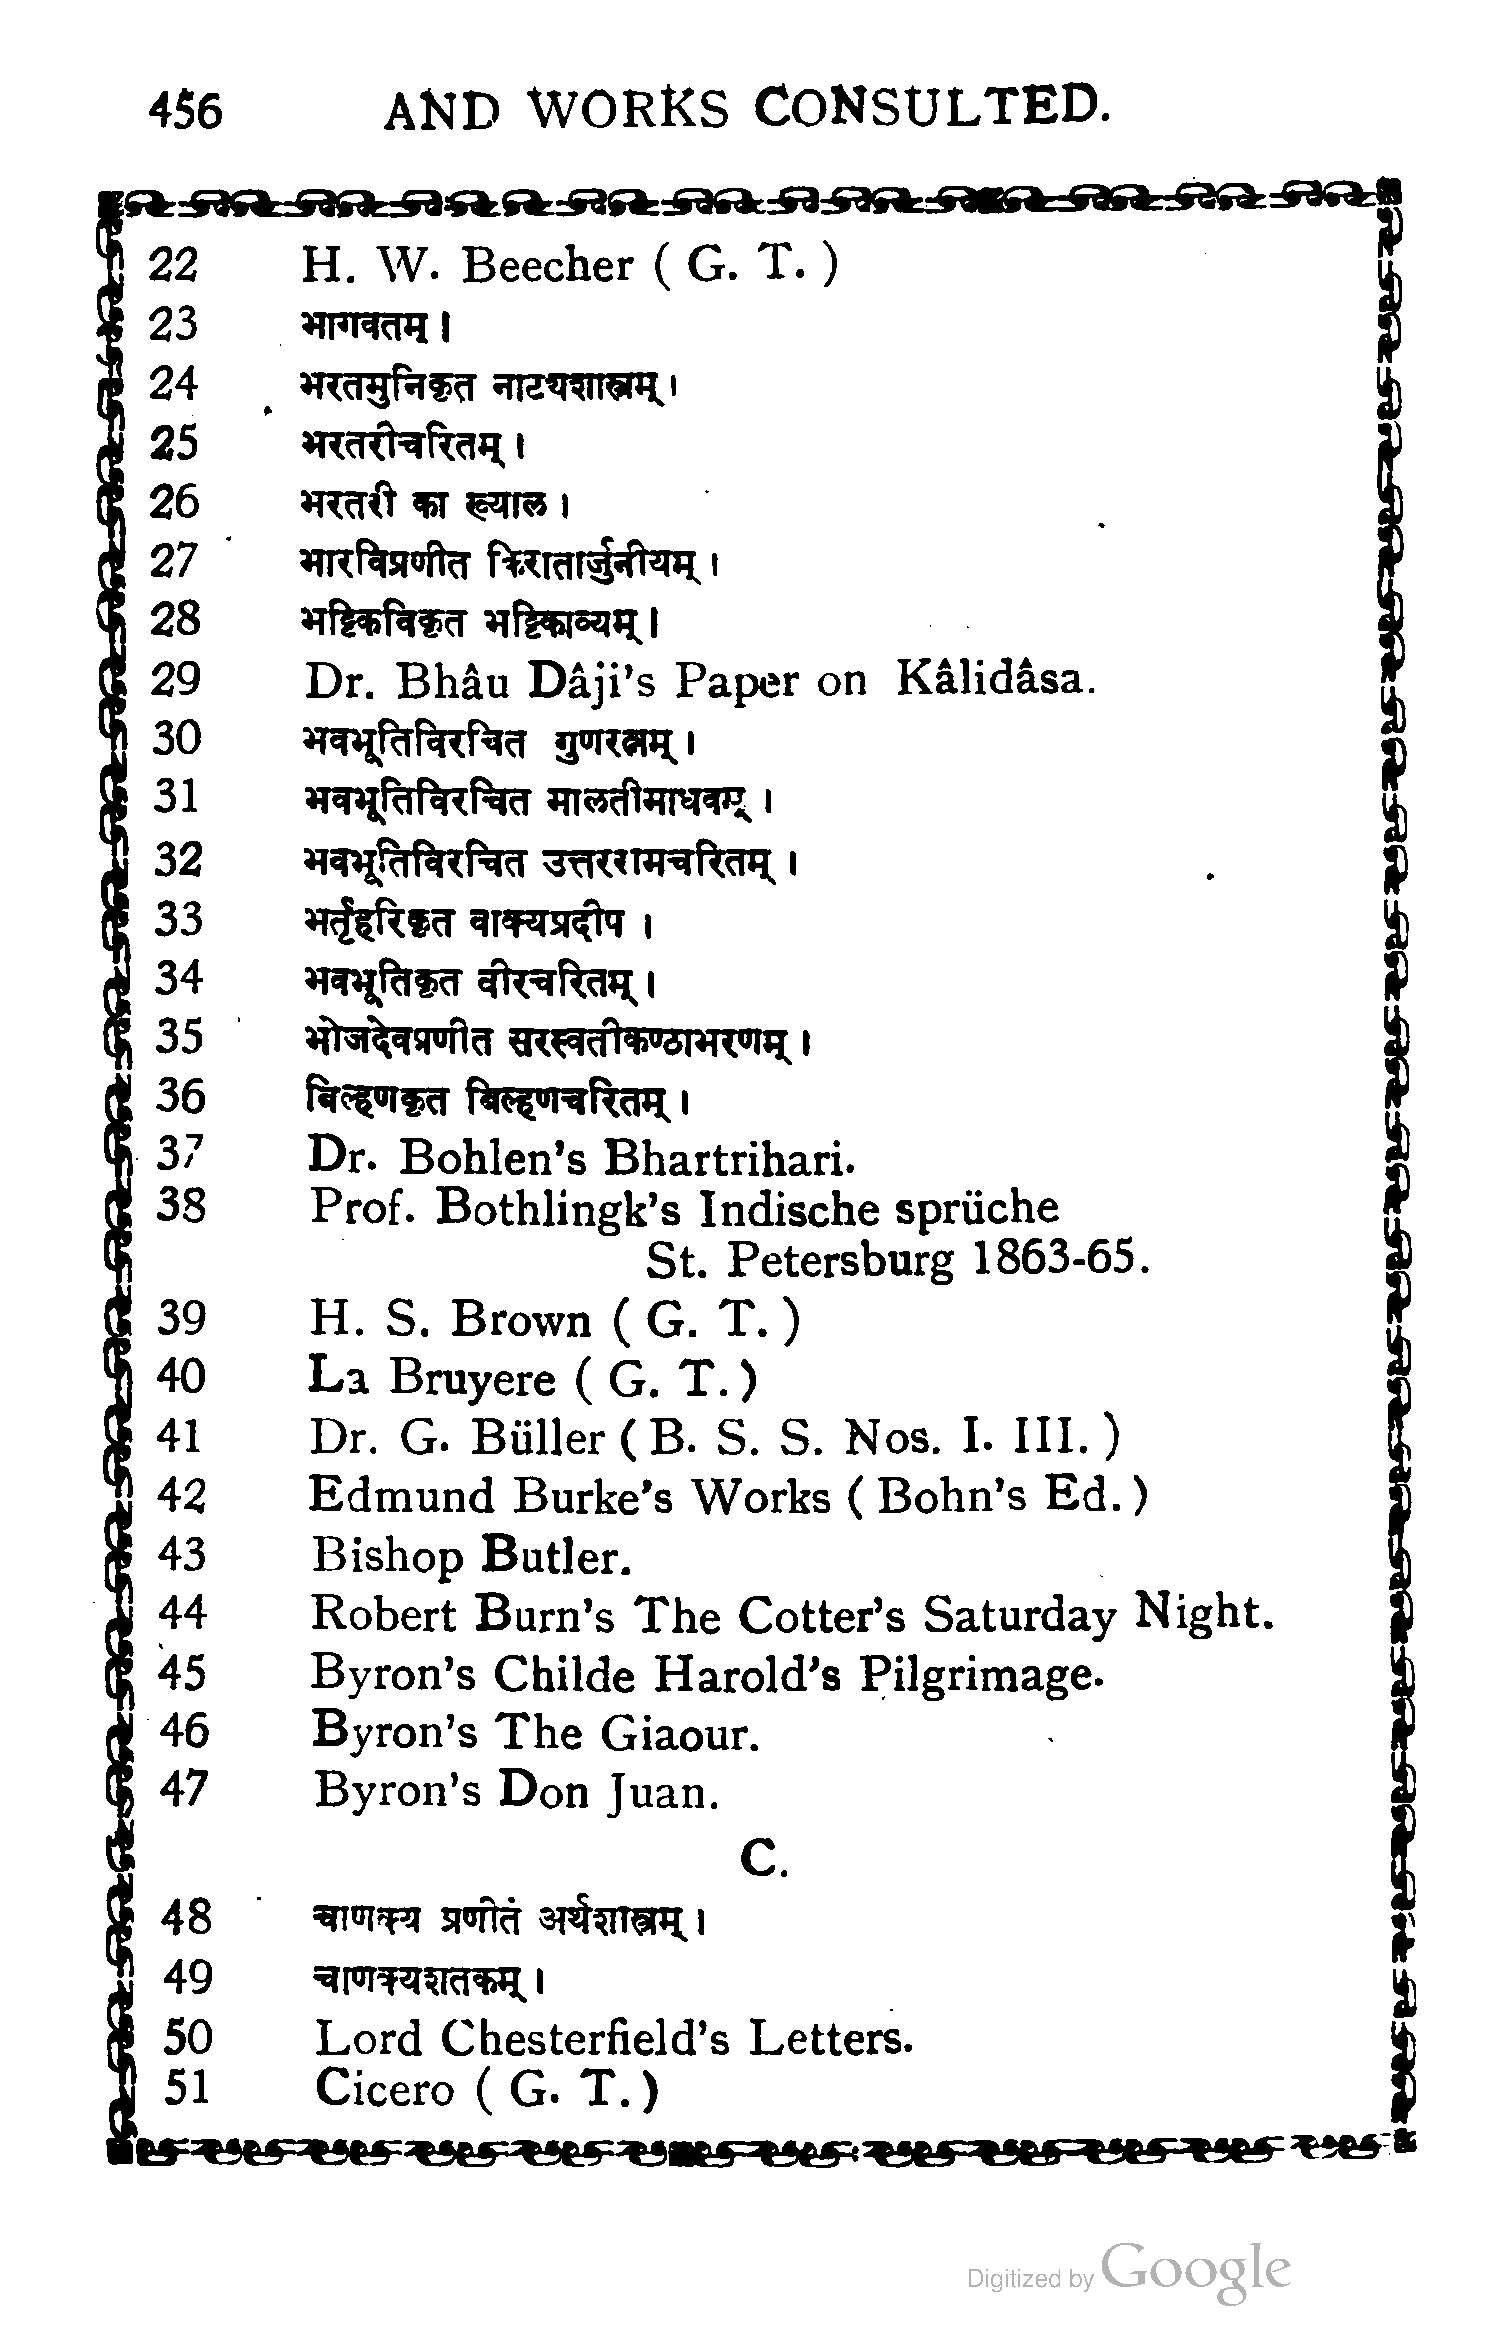 456 AND WORKS CONSULTED.
22 H. W. Beecher ( G. T. )
23 भागवतम् ।
24 भरतमुनिकृत नाट्यशास्त्रम् ।
25 भरतरीचरितम् ।
26 भरतरी का ख्याल ।
27 भारविप्रणीत किरातार्जुनीयम् ।
28 भट्टिकविकृत भट्टिकाव्यम् ।
29 Dr. Bhâu Dâji's Paper on Kâlidâsa.
30 भवभूतिविरचित गुणरत्नम् ।
31 भवभूतिविरचित मालतीमाधवम् ।
32 भवभूतिविरचित उत्तररामचरितम् ।
33 भर्तृहरिकृत वाक्यप्रदीप ।
34 भवभूतिकृत वीरचरितम् ।
35 भोजदेवप्रणीत सरस्वतीकण्ठाभरणम् ।
36 बिल्हणकृत बिल्हणचरितम् ।
37 Dr. Bohlen's Bhartrihari.
38 Prof. Bothlingk's Indische sprüche
St. Petersburg 1863-65.
39 H. S. Brown ( G. T. )
40 La Bruyere ( G. T. )
41 Dr. G. Büller ( B. S. S. Nos. I. III. )
42 Edmund Burke's Works ( Bohn's Ed. )
43 Bishop Butler.
44 Robert Burn's The Cotter's Saturday Night.
45 Byron's Childe Harold's Pilgrimage.
46 Byron's The Giaour.
47 Byron's Don Juan.
C.
48 चाणक्य प्रणीतं अर्थशास्त्रम् ।
49 चाणक्यशतकम् ।
50 Lord Chesterfield's Letters.
51 Cicero ( G. T. )
Digitized by Google